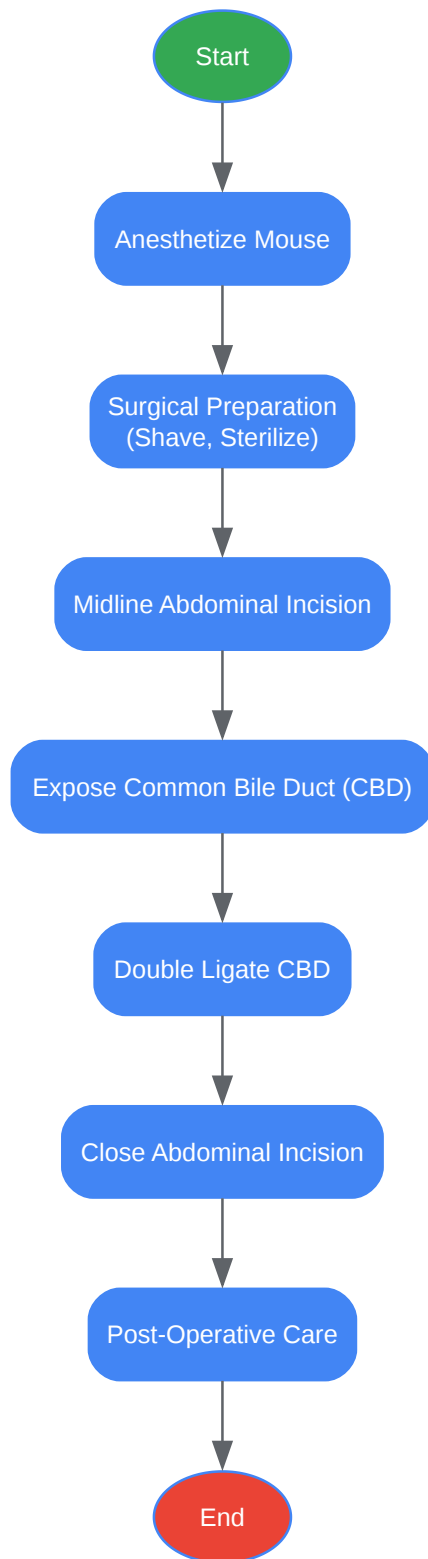 Start
Anesthetize Mouse
Surgical Preparation
(Shave, Sterilize)
Midline Abdominal Incision
Expose Common Bile Duct (CBD)
Double Ligate CBD
Close Abdominal Incision
Post-Operative Care
End